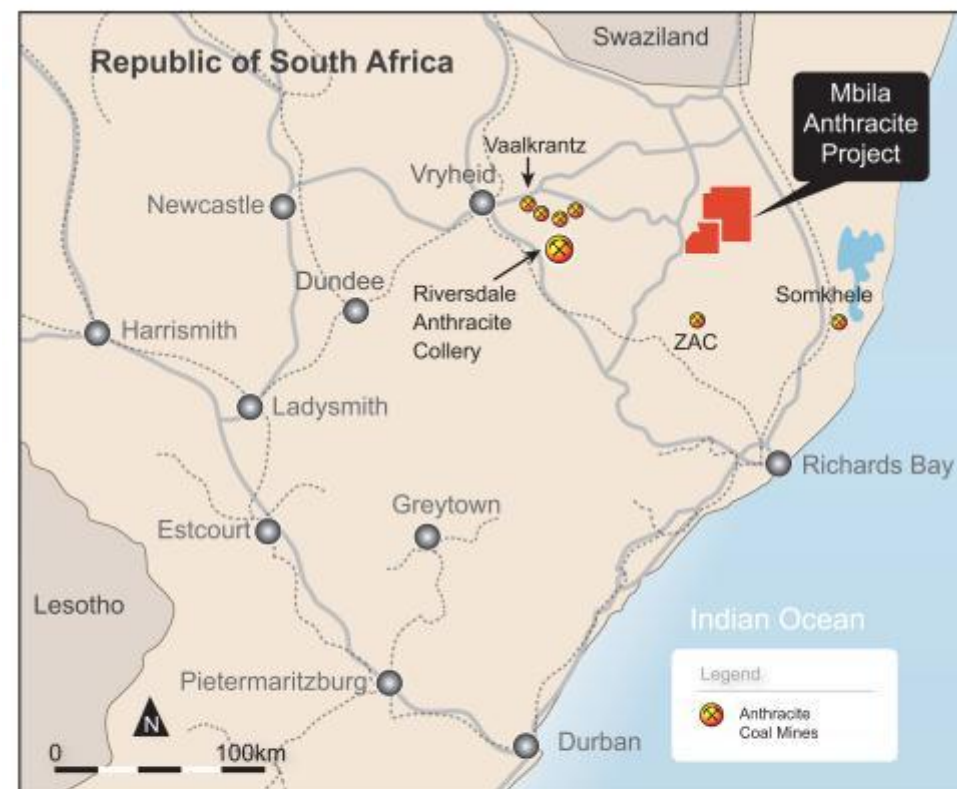 Swaziland
Republic of South Africa
Mbila
Anthracite
Project
Vaalkrantz
Vryheid
Newcastle
Dundee
Riversdale
Anthracite
Collery
Somkhele
Harrismith
ZAC
Ladysmith
Richards Bay
Greytown
Estcourt
Lesotho
Indian Ocean
Legend
Pietermaritzburg
Anthracite
Coal Mines
N
Durban
0 100km